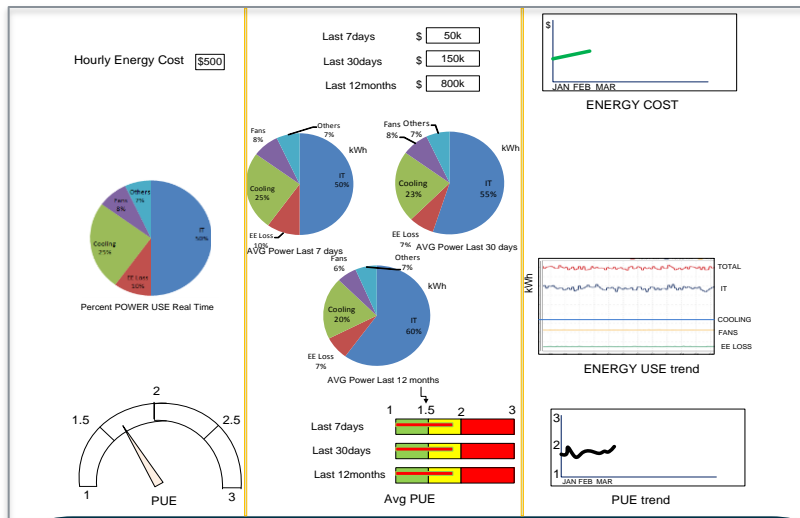 Hourly Energy Cost $500
Others
7%
Fans
8%
IT
50%
Cooling
25%
EE Loss
10%
Percent POWER USE Real Time
1.5
2
2.5
1
3
PUE
Last 7days $ 50k
Last 30days $ 150k
Last 12months $ 800k
Fans
8%
Others
7%
kWh
IT
50%
Cooling
25%
EE Loss
10%
AVG Power Last 7 days
Fans
8%
Others
7%
kWh
IT
55%
Cooling
23%
EE Loss
7%
AVG Power Last 30 days
Fans
6%
Others
7%
kWh
Cooling
20%
IT
60%
EE Loss
7%
AVG Power Last 12 months
1 1.5 2 3
Last 7days
Last 30days
Last 12months
Avg PUE
$
JAN FEB MAR
ENERGY COST
kWh
TOTAL
IT
COOLING
FANS
EE LOSS
ENERGY USE trend
3
2
1
JAN FEB MAR
PUE trend